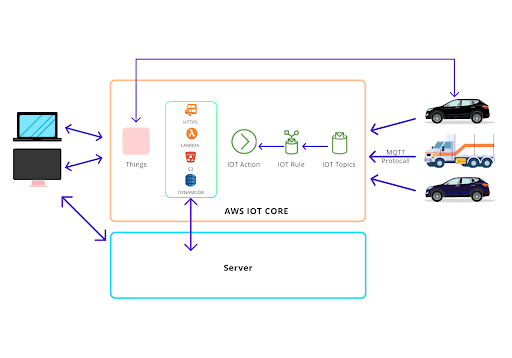 HTTPS
LAMBDA
S3
DYNAMODB
Things
IOT Action
IOT Rule
IOT Topics
MQTT
Protocall
AWS IOT CORE
Server